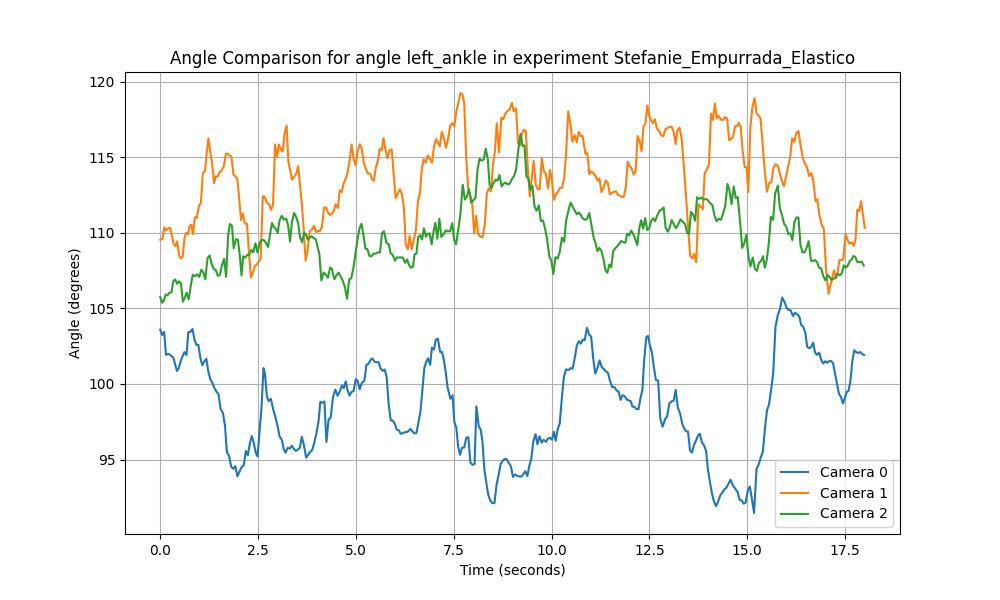 Angle Comparison for angle left_ankle in experiment Stefanie_Empurrada_Elastico
120
115
110
105
100
95
Angle (degrees)
0.0 2.5 5.0 7.5 10.0 12.5 15.0 17.5
Time (seconds)
Camera 0
Camera 1
Camera 2